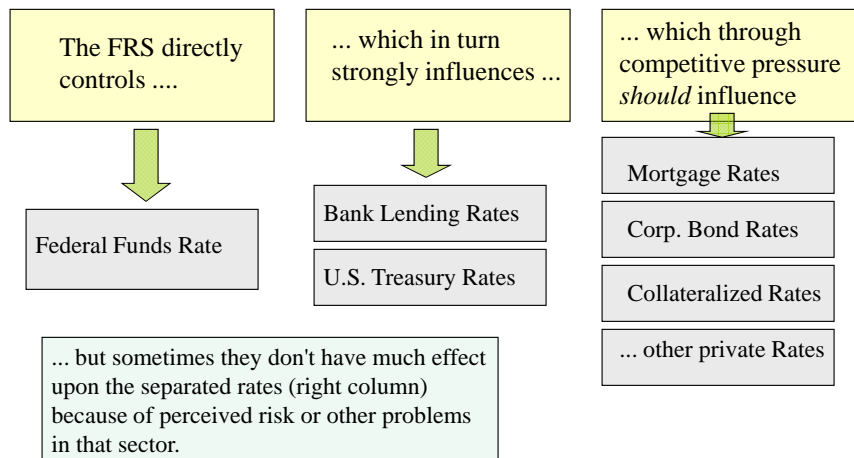 The FRS directly
controls ....
Federal Funds Rate
... which in turn
strongly influences ...
Bank Lending Rates
U.S. Treasury Rates
... which through
competitive pressure
should influence
Mortgage Rates
Corp. Bond Rates
Collateralized Rates
... other private Rates
... but sometimes they don't have much effect
upon the separated rates (right column)
because of perceived risk or other problems
in that sector.